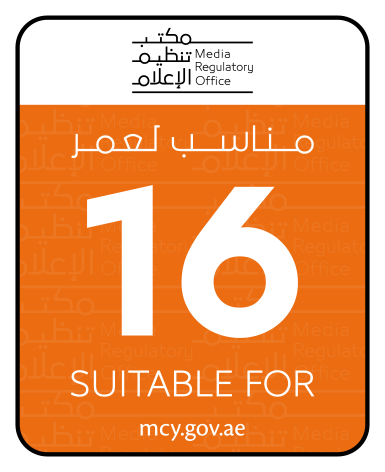 مكتب
تنظيم
الإعلام
Media
Regulatory
Office
مناسب لعمر
16
SUITABLE FOR
mcy.gov.ae